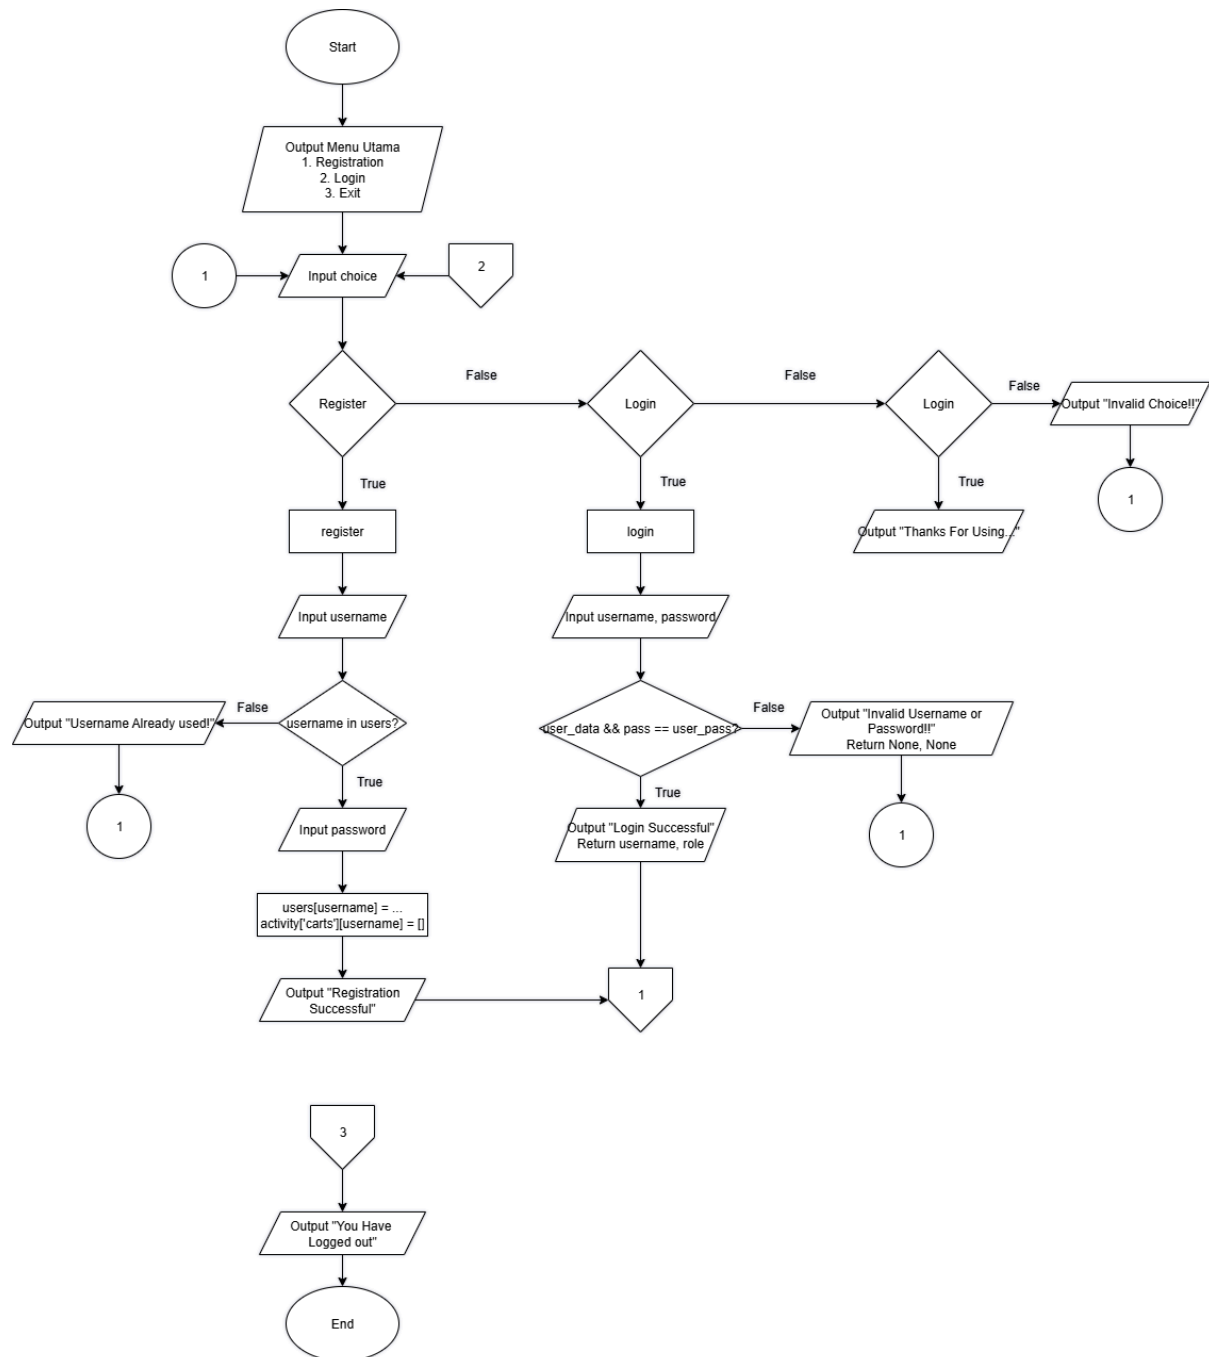 Start
Output Menu Utama
1. Registration
2. Login
3. Exit
1
Input choice
2
Register
False
Login
False
Login
False
Output "Invalid Choice!!"
True
True
True
1
register
login
Output "Thanks For Using..."
Input username
Input username, password
Output "Username Already used!"
False
username in users?
user_data && pass == user_pass?
False
Output "Invalid Username or
Password!!"
Return None, None
True
True
1
Input password
Output "Login Successful"
Return username, role
1
users[username] = ...
activity['carts'][username] = []
Output "Registration
Successful"
1
3
Output "You Have
Logged out"
End